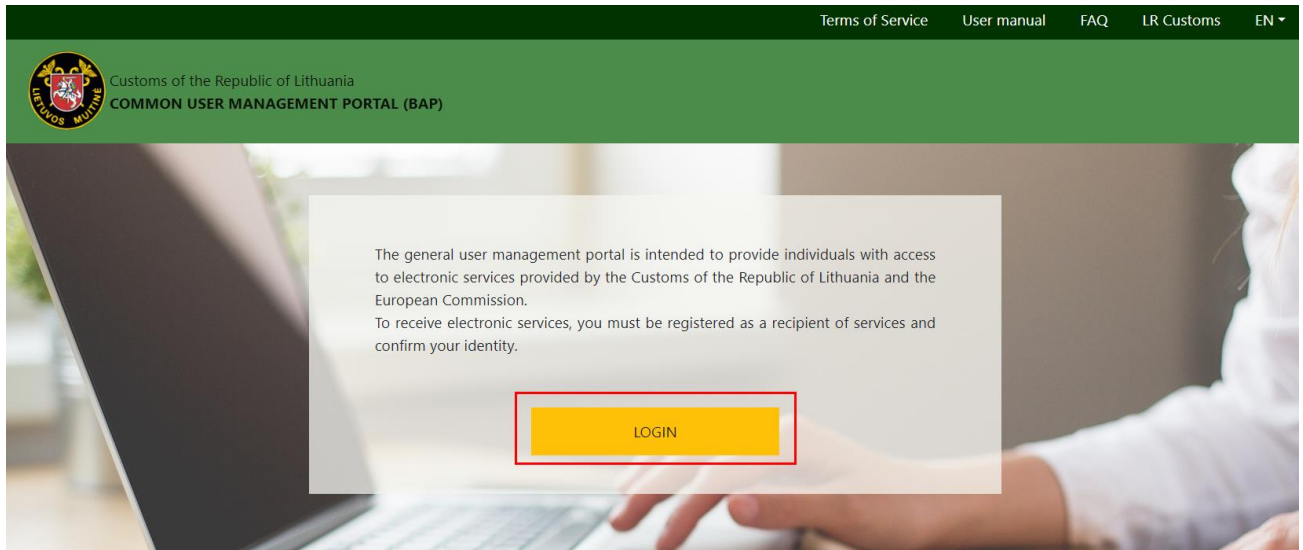 Terms of Service User manual FAQ LR Customs EN
LIETUVOS MUITINĖ
Customs of the Republic of Lithuania
COMMON USER MANAGEMENT PORTAL (BAP)
The general user management portal is intended to provide individuals with access
to electronic services provided by the Customs of the Republic of Lithuania and the
European Commission.
To receive electronic services, you must be registered as a recipient of services and
confirm your identity.
LOGIN